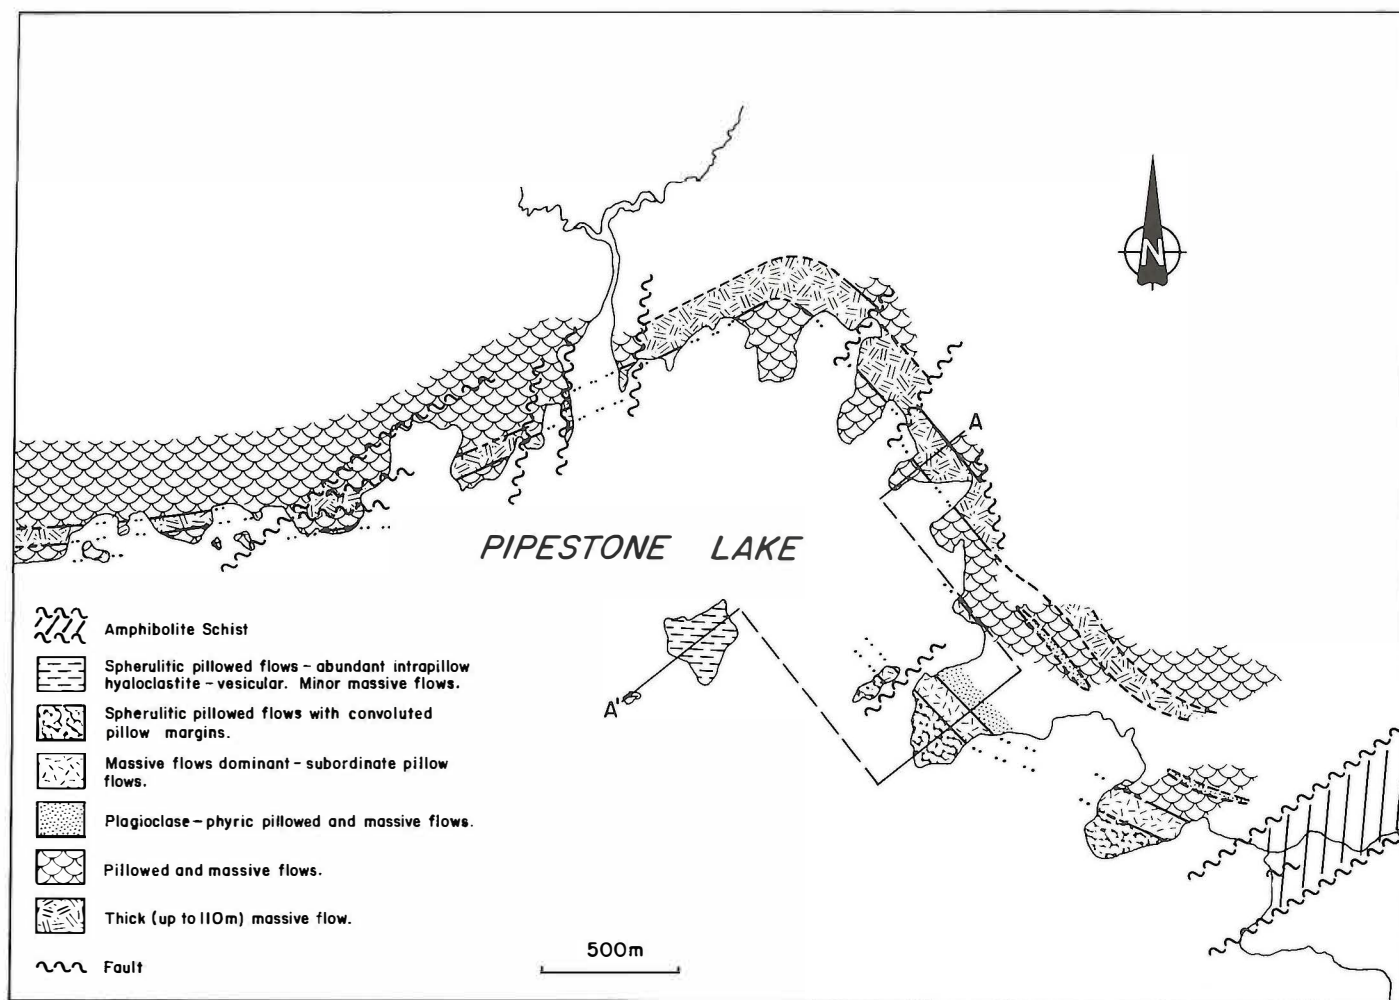 N
A
PIPESTONE LAKE
A'
Amphibolite Schist
Spherulitic pillowed flows – abundant intrapillow
hyaloclastite – vesicular. Minor massive flows.
Spherulitic pillowed flows with convoluted
pillow margins.
Massive flows dominant – subordinate pillow
flows.
Plagioclase – phyric pillowed and massive flows.
Pillowed and massive flows.
Thick (up to 110m) massive flow.
Fault
500m